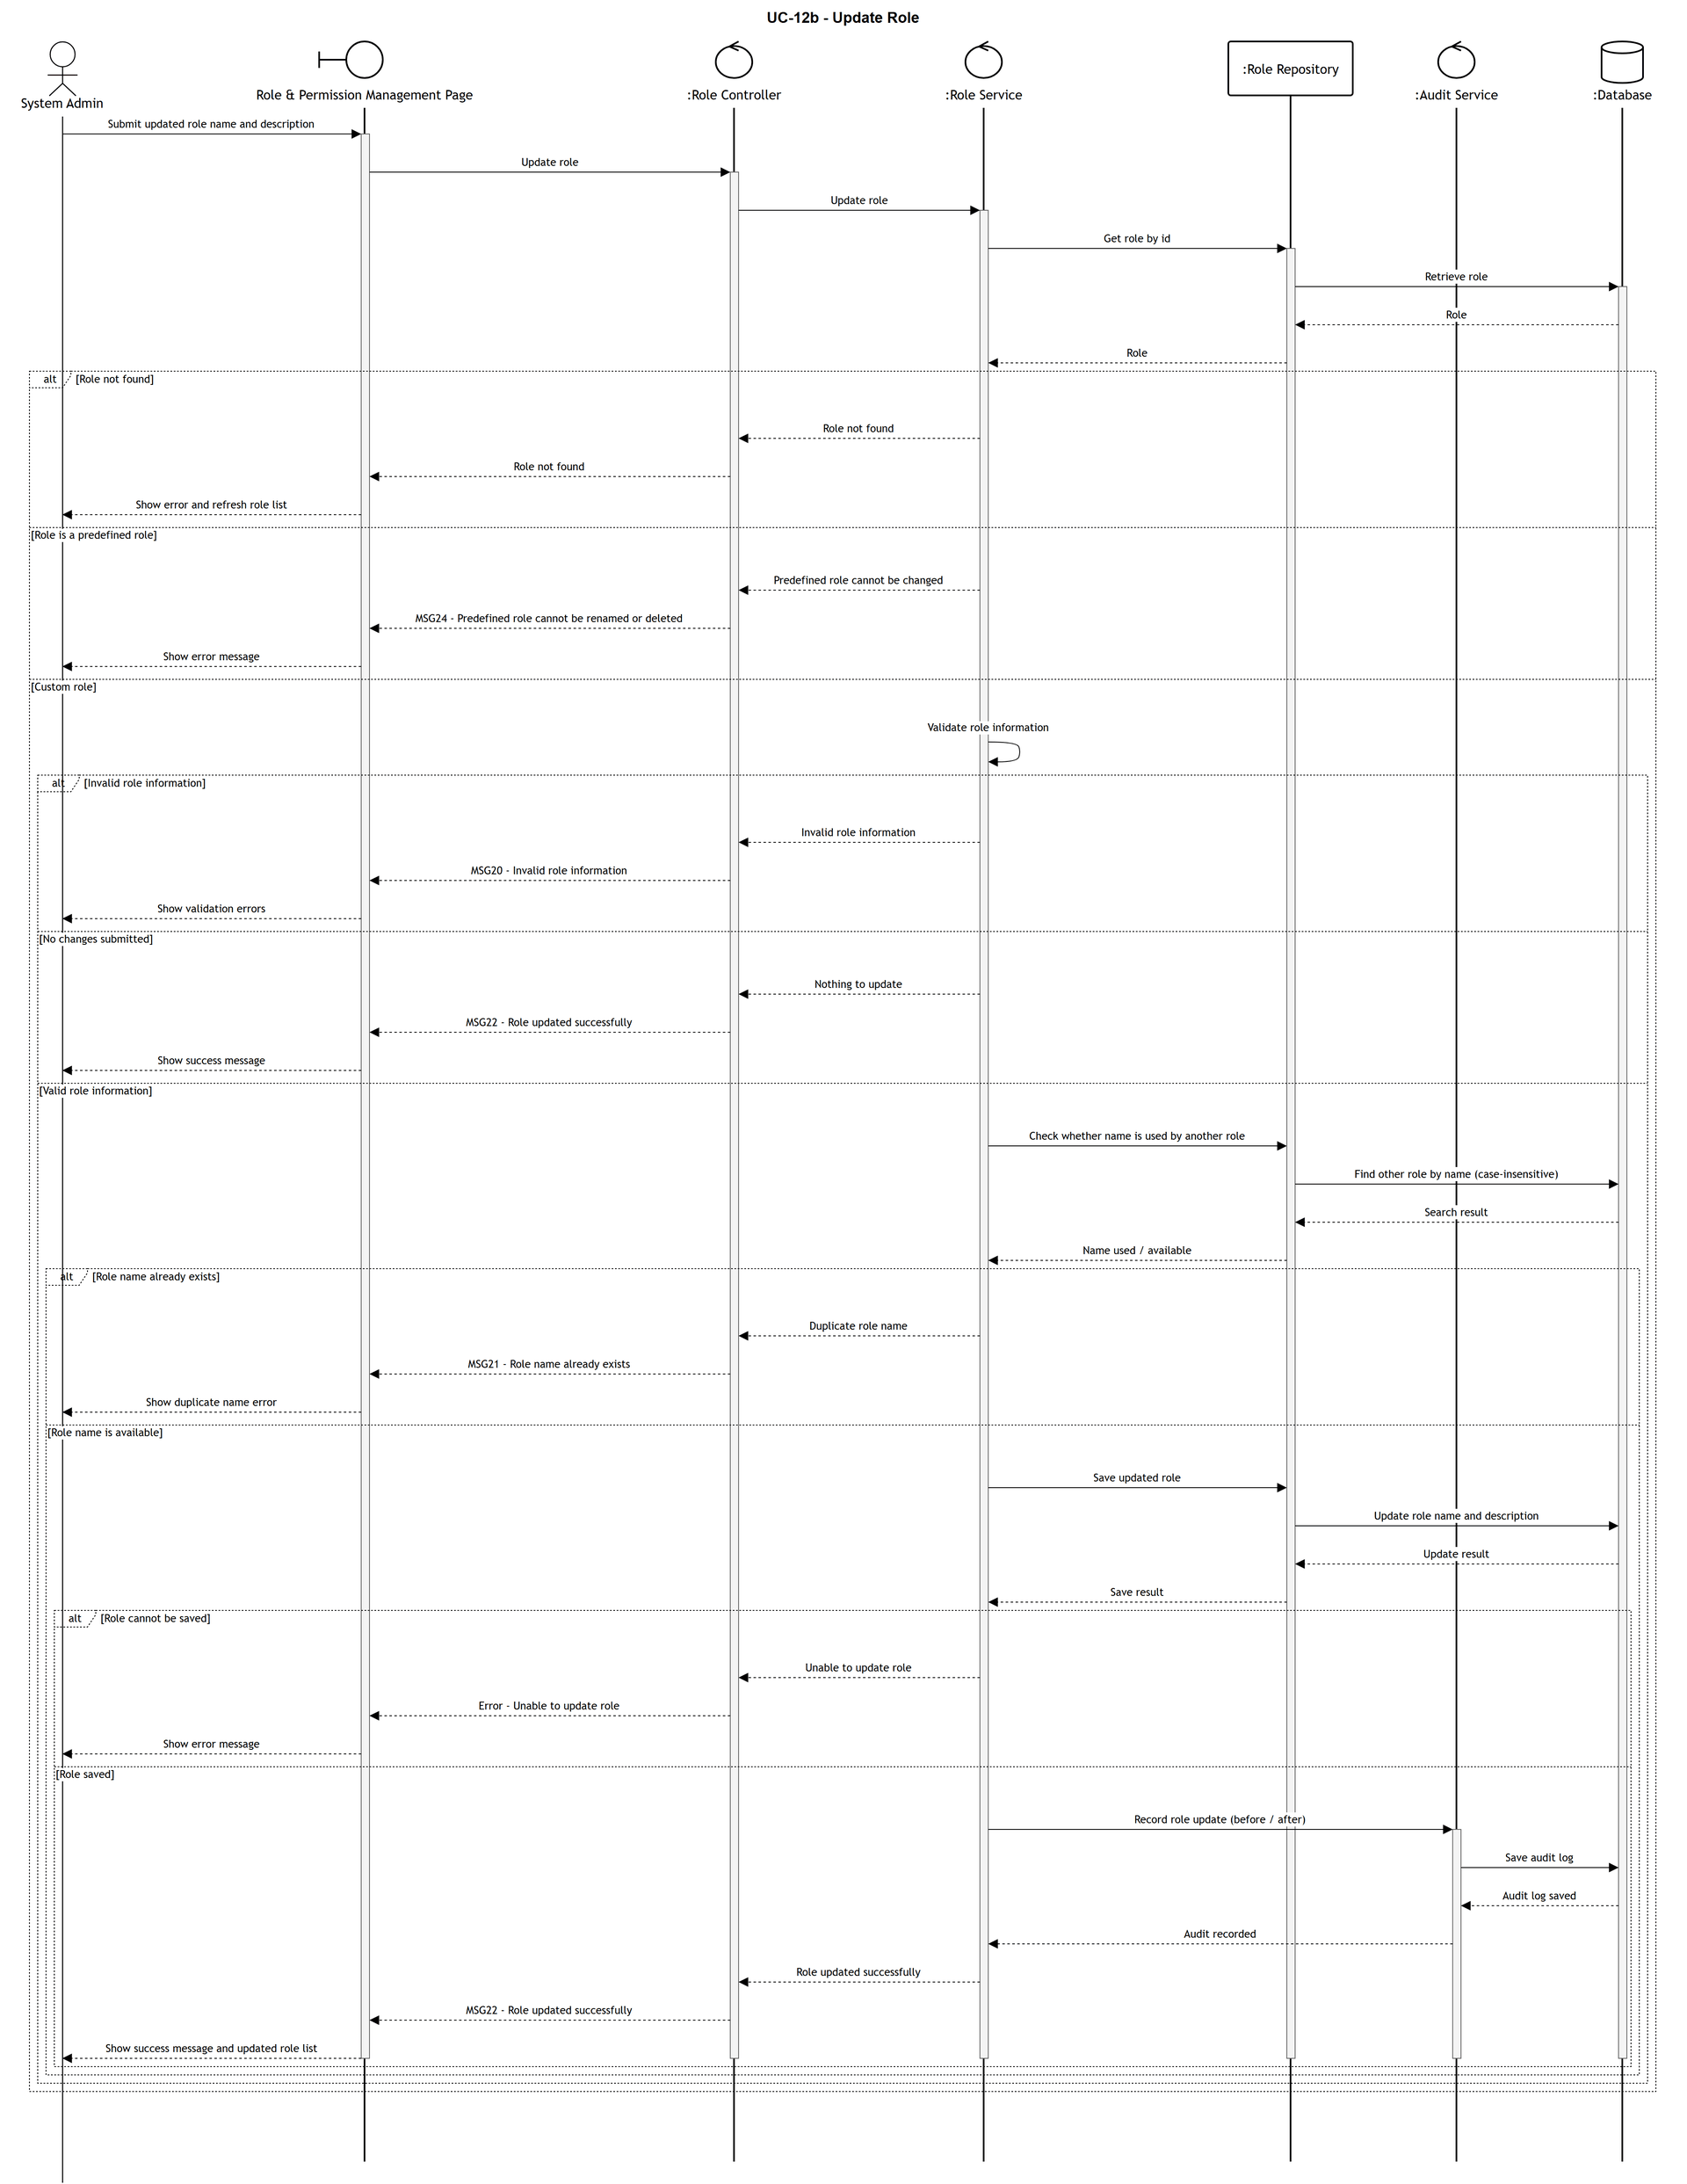 UC-12b - Update Role
System Admin
Role & Permission Management Page
:Role Controller
:Role Service
:Role Repository
:Audit Service
:Database
Submit updated role name and description
Update role
Update role
Get role by id
Retrieve role
Role
Role
alt
[Role not found]
Role not found
Role not found
Show error and refresh role list
[Role is a predefined role]
Predefined role cannot be changed
MSG24 - Predefined role cannot be renamed or deleted
Show error message
[Custom role]
Validate role information
alt
[Invalid role information]
Invalid role information
MSG20 - Invalid role information
Show validation errors
[No changes submitted]
Nothing to update
MSG22 - Role updated successfully
Show success message
[Valid role information]
Check whether name is used by another role
Find other role by name (case-insensitive)
Search result
Name used / available
alt
[Role name already exists]
Duplicate role name
MSG21 - Role name already exists
Show duplicate name error
[Role name is available]
Save updated role
Update role name and description
Update result
Save result
alt
[Role cannot be saved]
Unable to update role
Error - Unable to update role
Show error message
[Role saved]
Record role update (before / after)
Save audit log
Audit log saved
Audit recorded
Role updated successfully
MSG22 - Role updated successfully
Show success message and updated role list